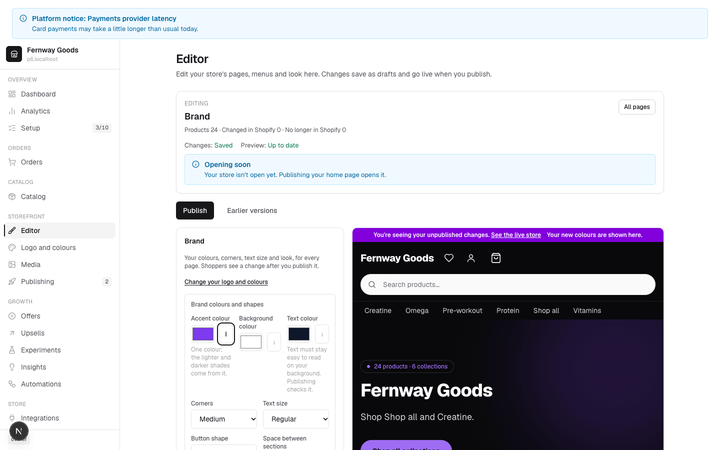 Platform notice: Payments provider latency
Card payments may take a little longer than usual today.
Fernway Goods
p6.localhost
OVERVIEW
Dashboard
Analytics
Setup 3/10
ORDERS
Orders
CATALOG
Catalog
STOREFRONT
Editor
Logo and colours
Media
Publishing 2
GROWTH
Offers
Upsells
Experiments
Insights
Automations
STORE
Integrations
N
Editor
Edit your store's pages, menus and look here. Changes save as drafts and go live when you publish.
EDITING
Brand
All pages
Products 24 · Changed in Shopify 0 · No longer in Shopify 0
Changes: Saved Preview: Up to date
Opening soon
Your store isn't open yet. Publishing your home page opens it.
Publish Earlier versions
Brand
Your colours, corners, text size and look, for every
page. Shoppers see a change after you publish it.
Change your logo and colours
Brand colours and shapes
Accent colour
One colour;
the lighter and
darker shades
come from it.
Background
colour
Text colour
Text must stay
easy to read
on your
background.
Publishing
checks it.
Corners Text size
Medium Regular
Button shape Space between
sections
You're seeing your unpublished changes. See the live store Your new colours are shown here.
Fernway Goods
Search products...
Creatine Omega Pre-workout Protein Shop all Vitamins
24 products · 6 collections
Fernway Goods
Shop Shop all and Creatine.